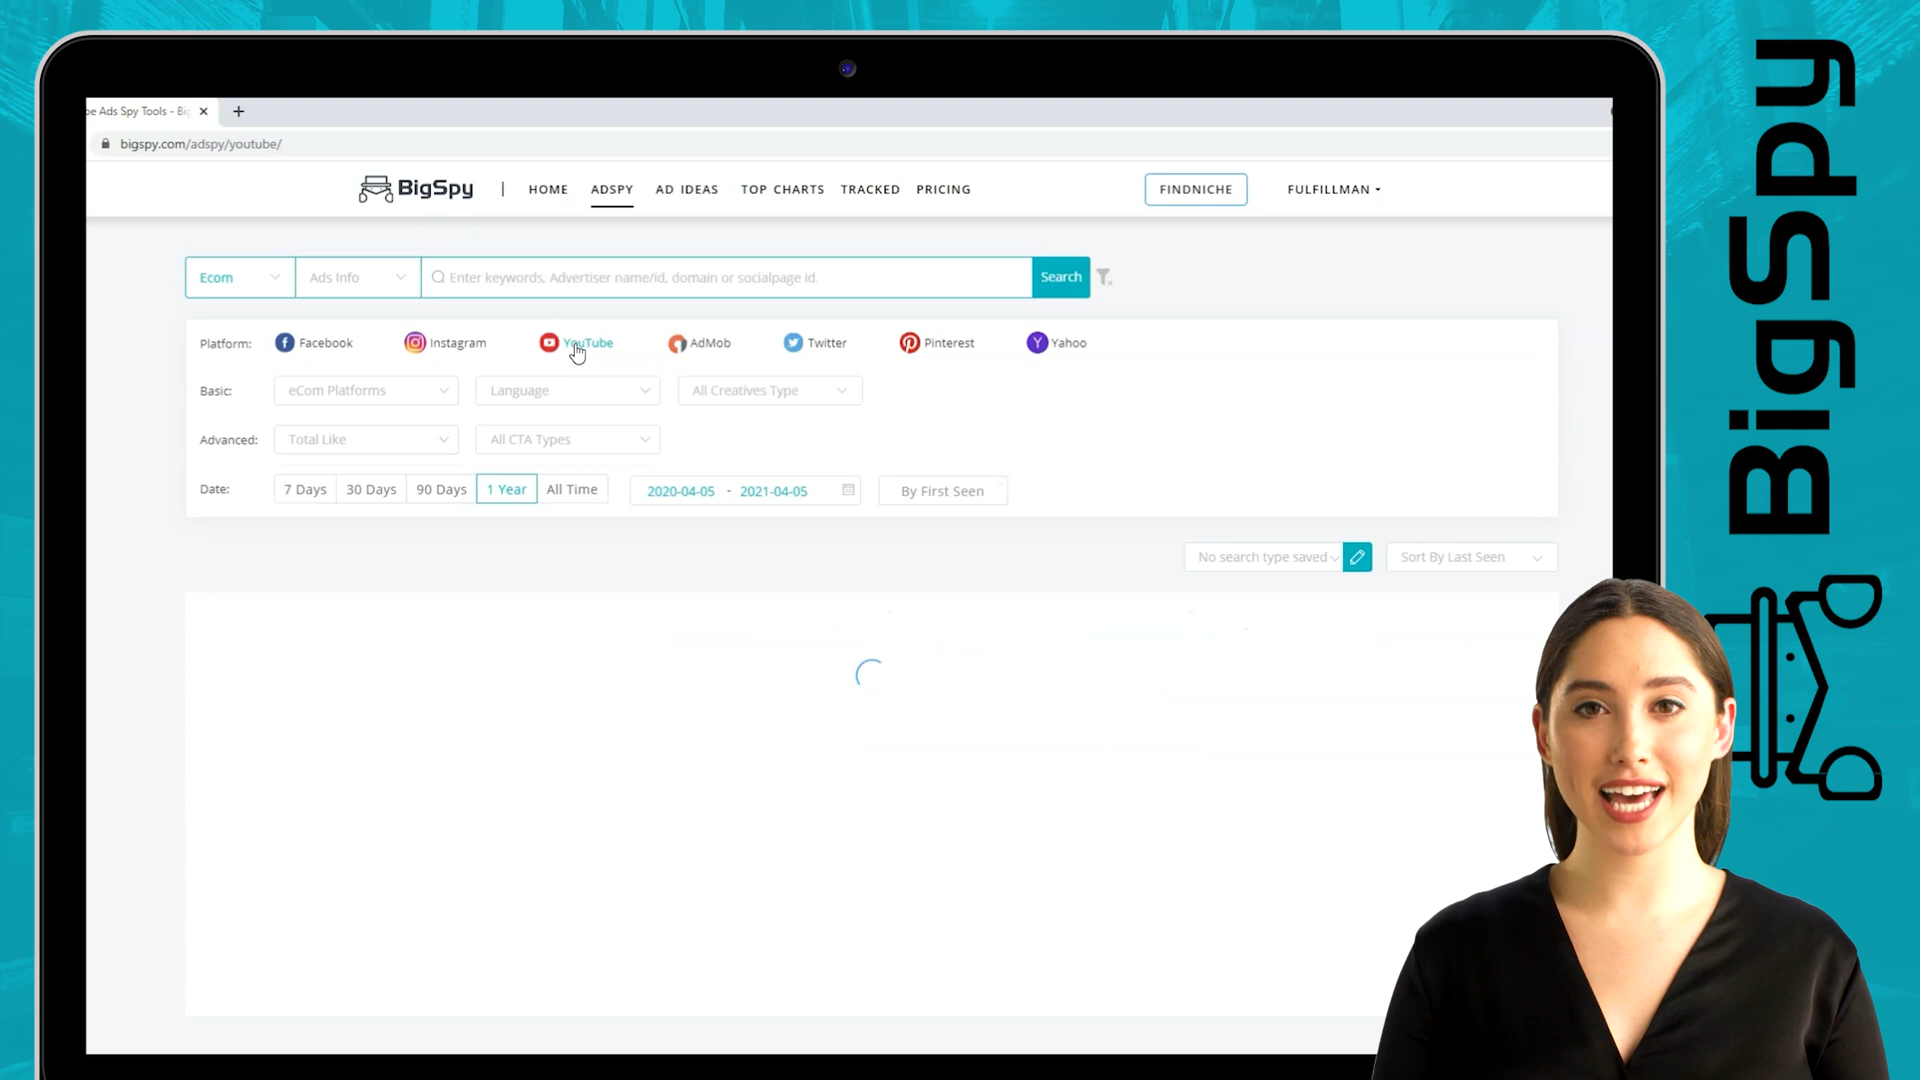 be Ads Spy Tools - Big
bigspy.com/adspy/youtube/
BigSpy | HOME ADSPY AD IDEAS TOP CHARTS TRACKED PRICING FINDNICHE FULFILLMAN
Ecom Ads Info Enter keywords, Advertiser name/id, domain or socialpage id. Search
Platform: Facebook Instagram YouTube AdMob Twitter Pinterest Yahoo
Basic: eCom Platforms Language All Creatives Type
Advanced: Total Like All CTA Types
Date: 7 Days 30 Days 90 Days 1 Year All Time 2020-04-05 - 2021-04-05 By First Seen
No search type saved Sort By Last Seen
BigSpy